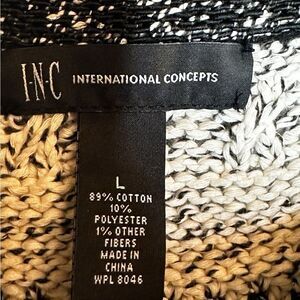 I·N·C INTERNATIONAL CONCEPTS
L
89% COTTON
10%
POLYESTER
1% OTHER
FIBERS
MADE IN
CHINA
WPL 8046